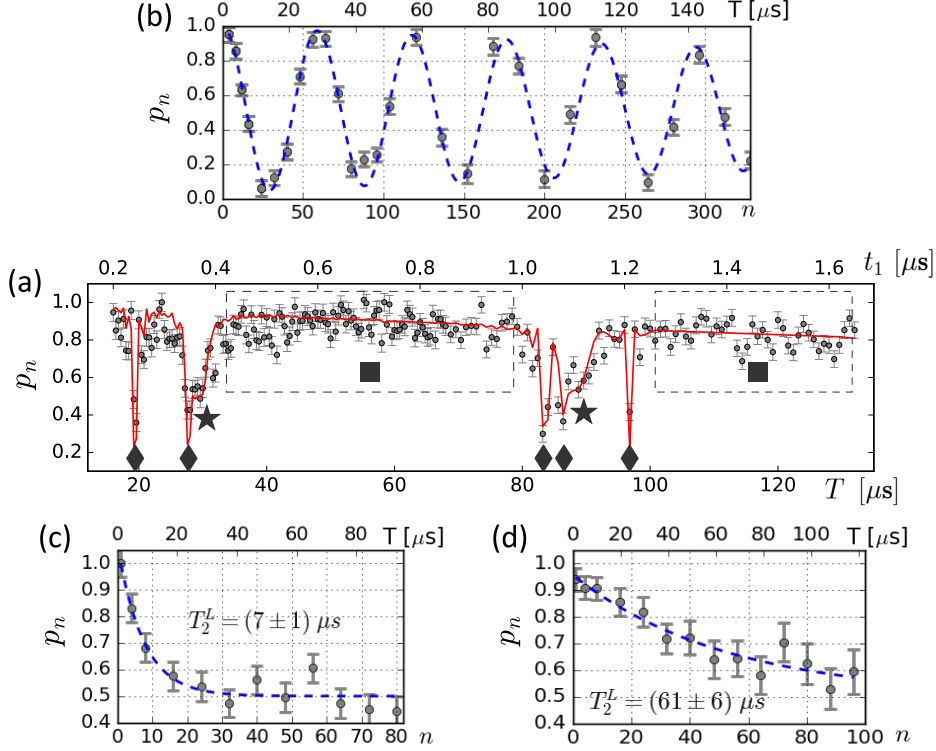 (b)
0 20 40 60 80 100 120 140 T [μs]
1.0
0.8
0.6
0.4
0.2
0.0
p_n
0 50 100 150 200 250 300 n
(a)
0.2 0.4 0.6 0.8 1.0 1.2 1.4 1.6 t_1 [μs]
1.0
0.8
0.6
0.4
0.2
p_n
20 40 60 80 100 120 T [μs]
(c)
0 20 40 60 80 T [μs]
1.0
0.9
0.8
0.7
0.6
0.5
0.4
p_n
T_2^L = (7 ± 1) μs
0 10 20 30 40 50 60 70 80 n
(d)
0 20 40 60 80 100 T [μs]
1.0
0.9
0.8
0.7
0.6
0.5
0.4
p_n
T_2^L = (61 ± 6) μs
0 20 40 60 80 100 n